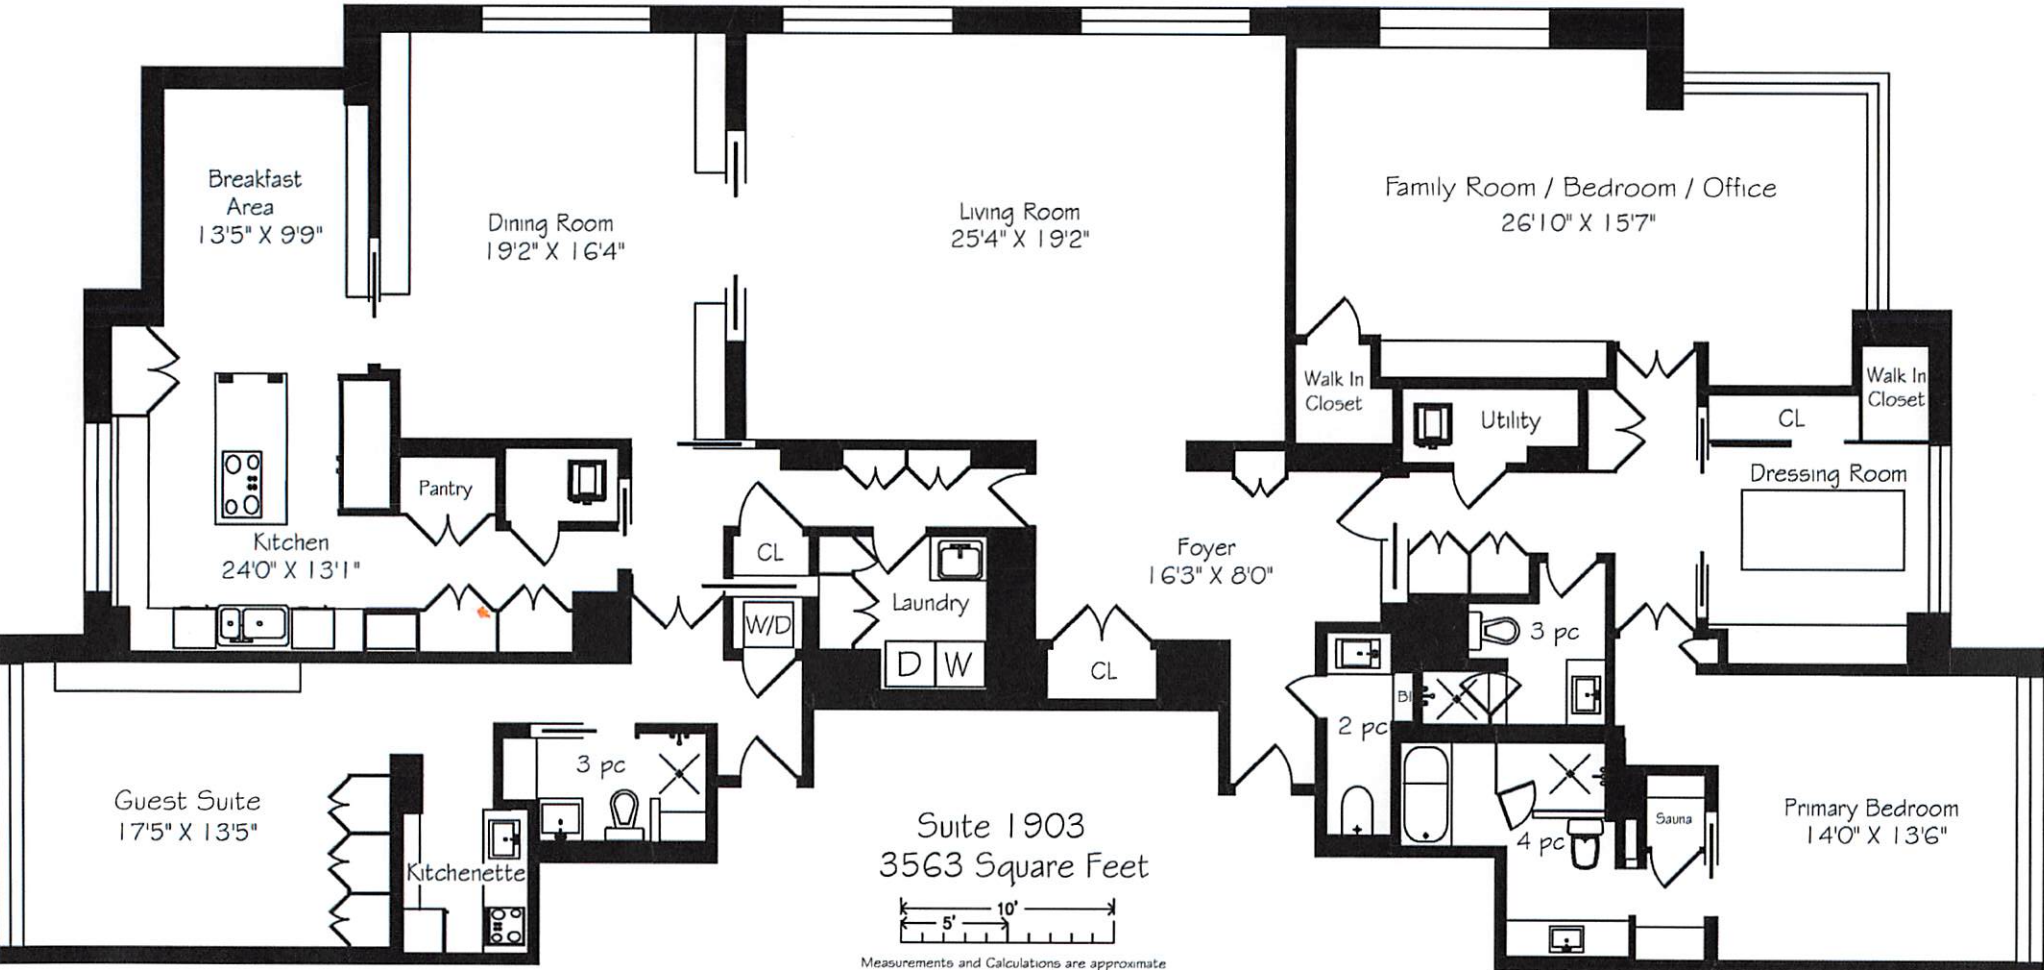 Breakfast
Area
13'5" X 9'9"
Dining Room
19'2" X 16'4"
Living Room
25'4" X 19'2"
Family Room / Bedroom / Office
26'10" X 15'7"
Walk In
Closet
Utility
CL
Walk In
Closet
Dressing Room
Pantry
Kitchen
24'0" X 13'1"
CL
Laundry
W/D
D W
Foyer
16'3" X 8'0"
CL
3 pc
BI
2 pc
3 pc
Guest Suite
17'5" X 13'5"
Kitchenette
4 pc
Sauna
Primary Bedroom
14'0" X 13'6"
Suite 1903
3563 Square Feet
10'
5'
Measurements and Calculations are approximate